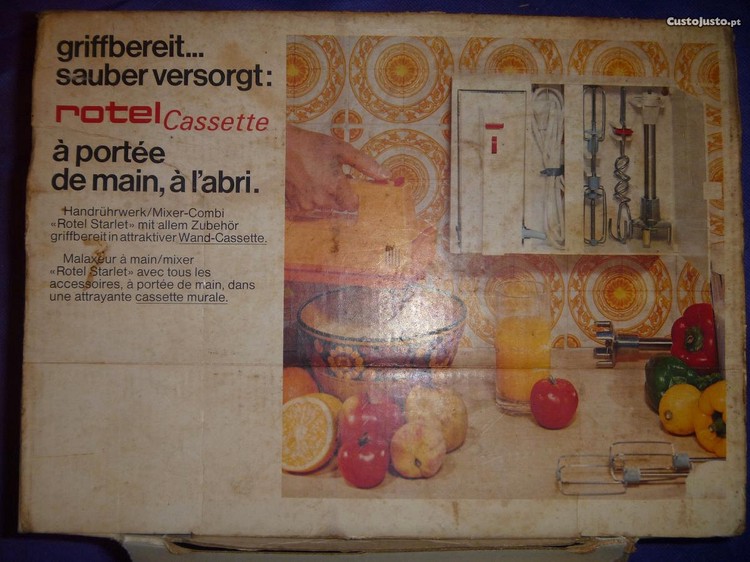 griffbereit...
sauber versorgt:
rotel Cassette
à portée
de main, à l'abri.
Handrührwerk/Mixer-Combi
«Rotel Starlet» mit allem Zubehör
griffbereit in attraktiver Wand-Cassette.
Malaxeur à main/mixer
«Rotel Starlet» avec tous les
accessoires, à portée de main, dans
une attrayante cassette murale.
CustoJusto.pt